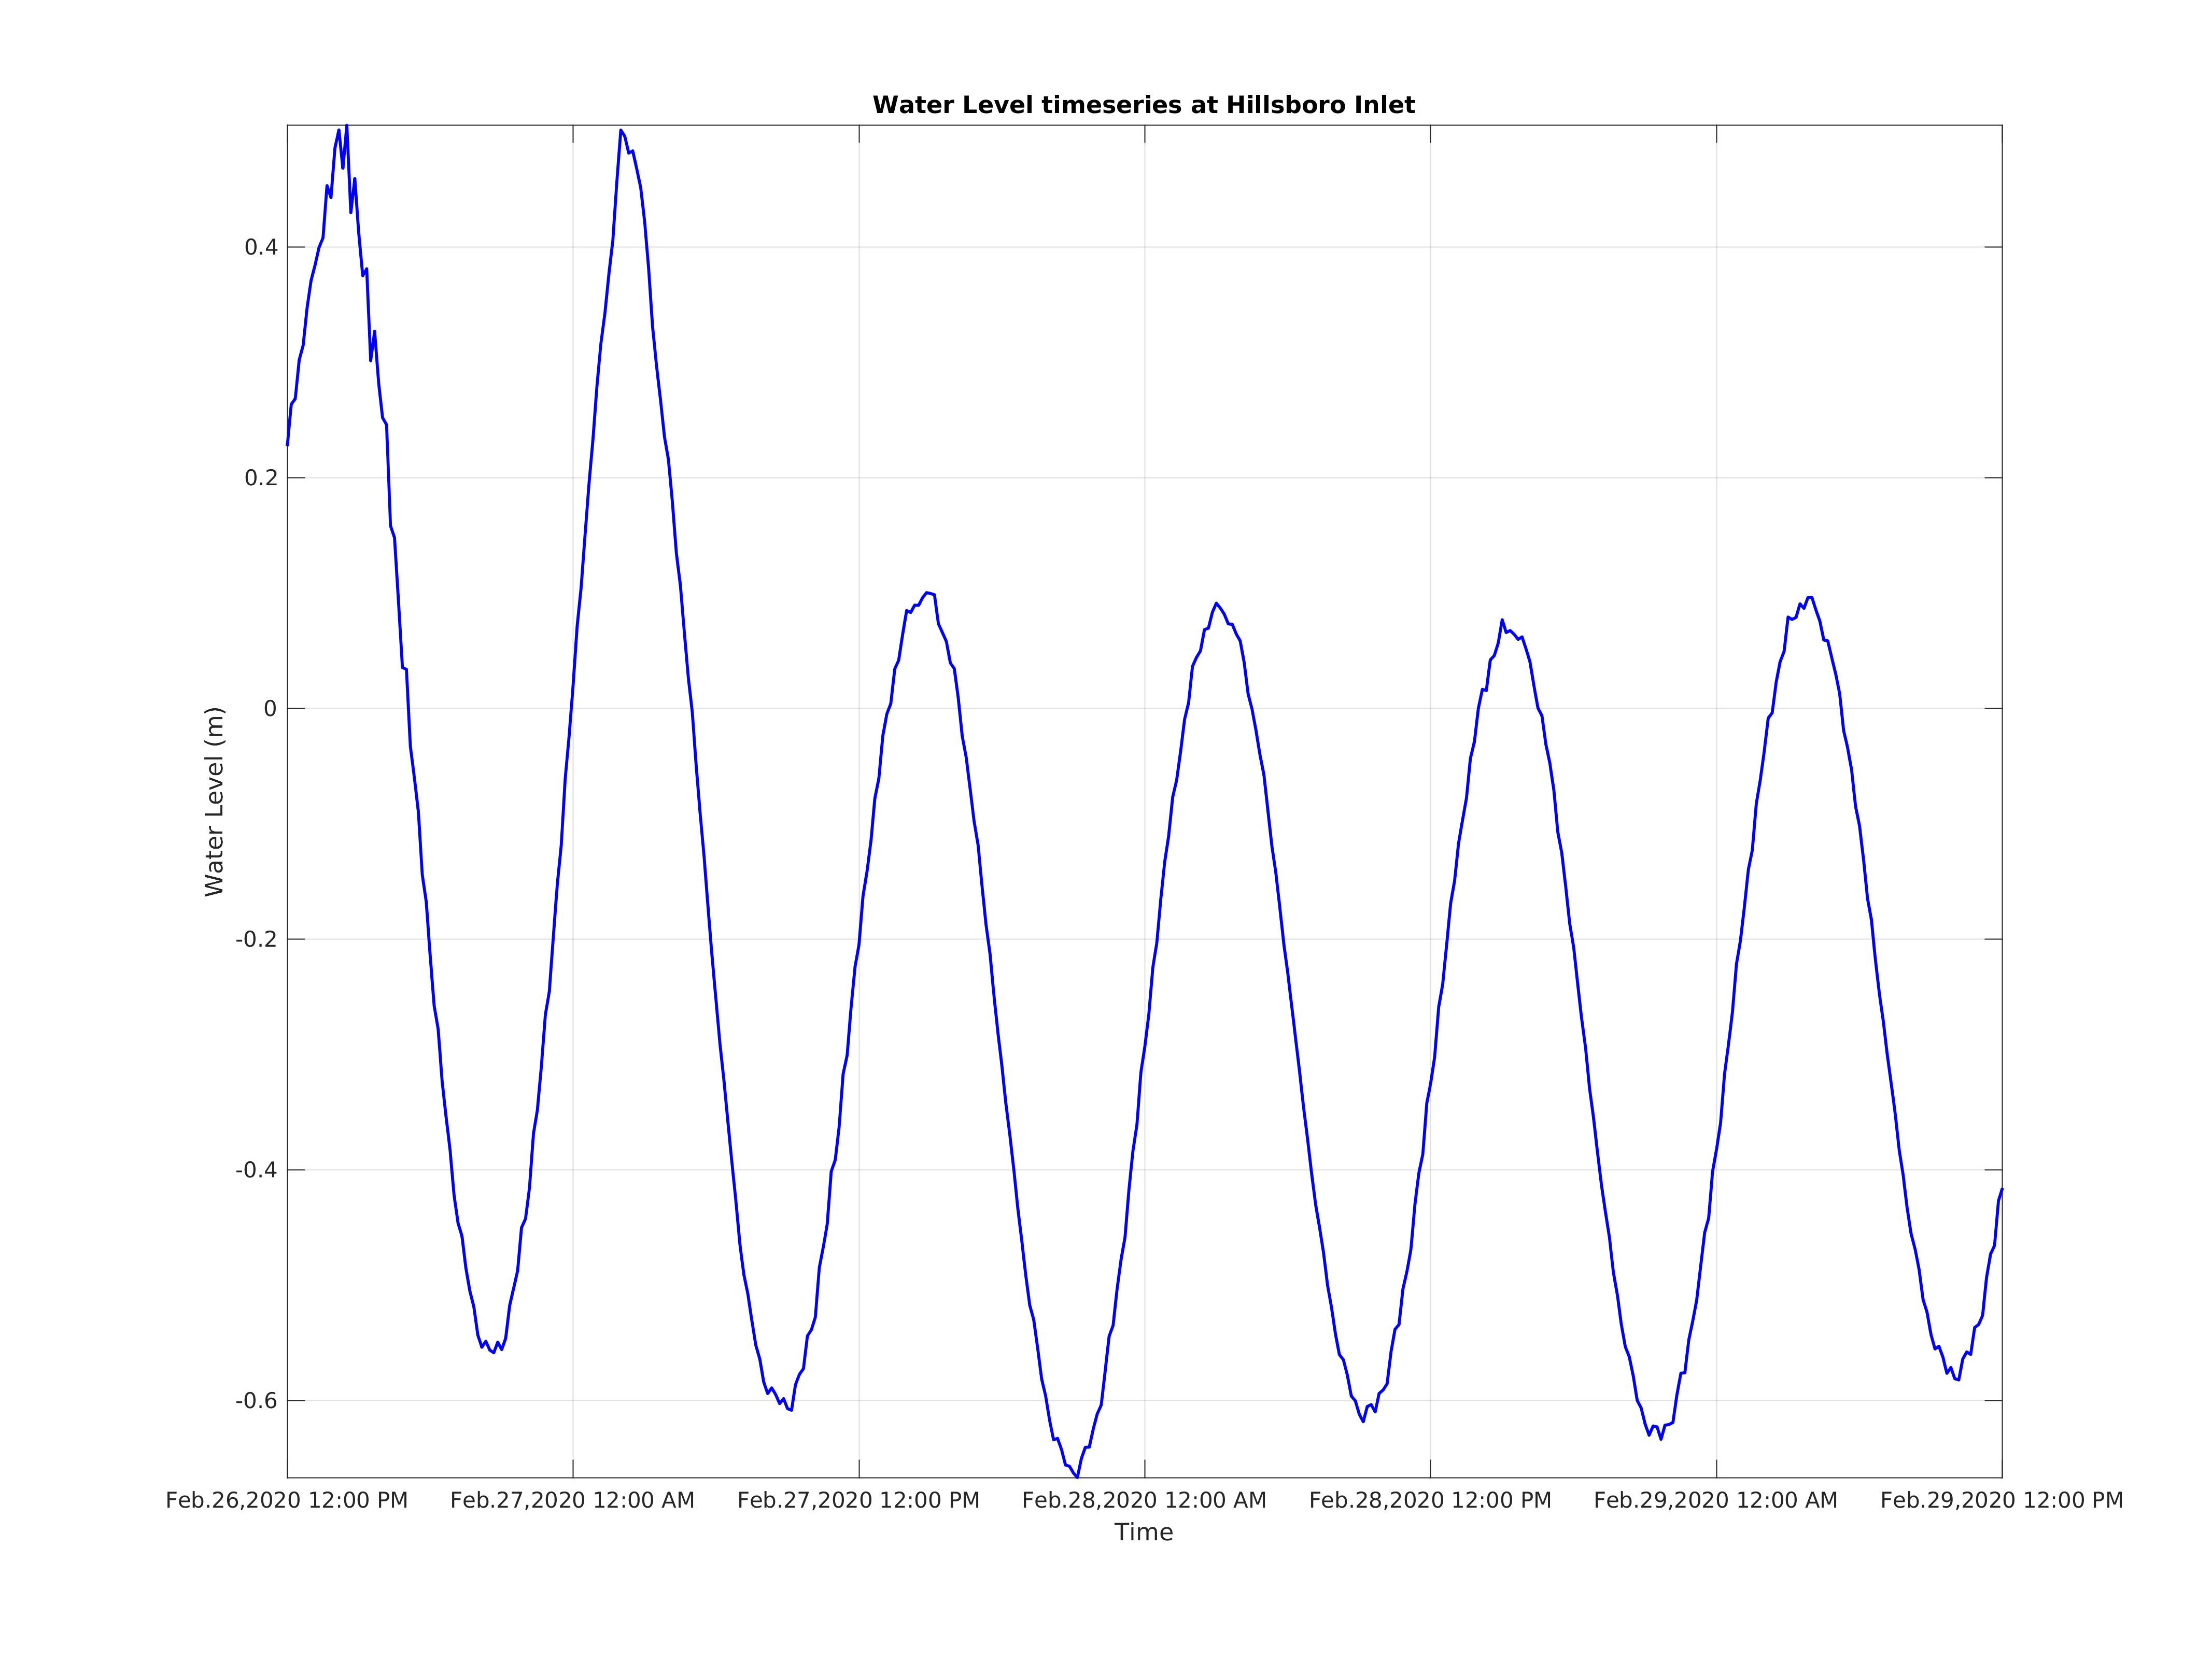 Water Level timeseries at Hillsboro Inlet
0.4
0.2
0
-0.2
-0.4
-0.6
Water Level (m)
Feb.26,2020 12:00 PM
Feb.27,2020 12:00 AM
Feb.27,2020 12:00 PM
Feb.28,2020 12:00 AM
Feb.28,2020 12:00 PM
Feb.29,2020 12:00 AM
Feb.29,2020 12:00 PM
Time